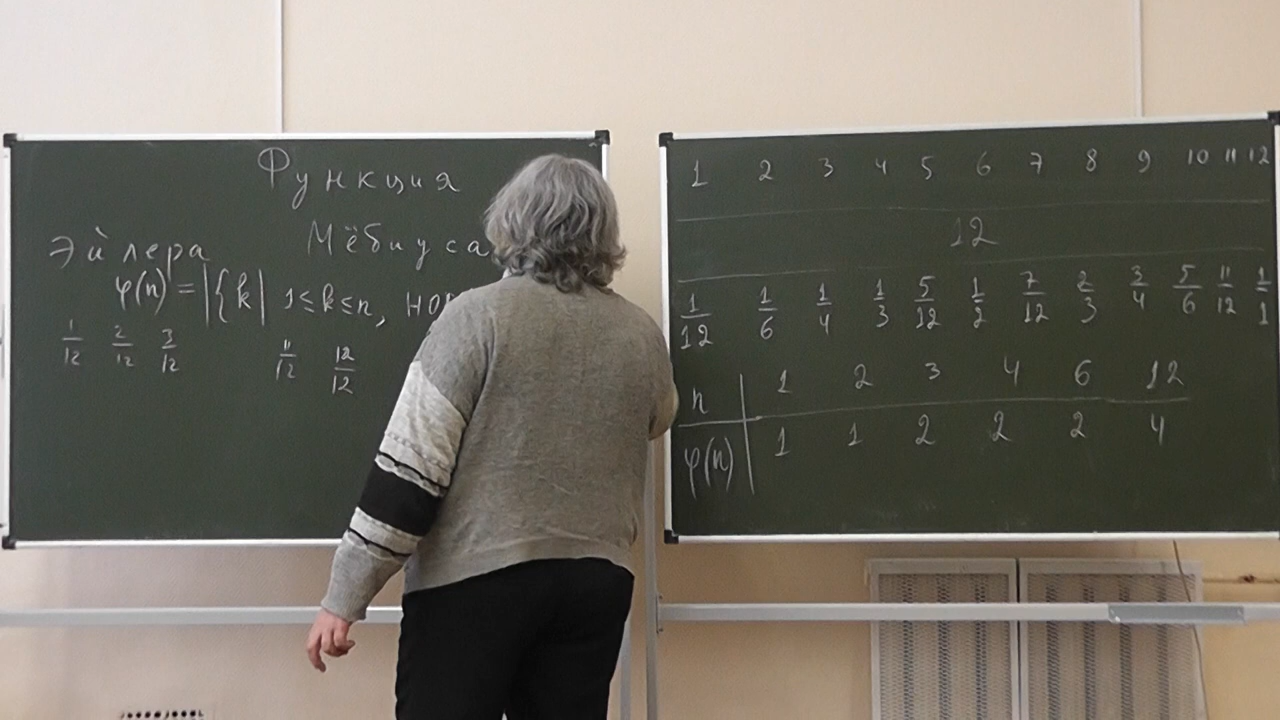 Функция
Мёбиуса
Эйлера
φ(n) = |{k| 1≤k≤n, НО
1/12 2/12 3/12 11/12 12/12
1 2 3 4 5 6 7 8 9 10 11 12
12
1/12 1/6 1/4 1/3 5/12 1/2 7/12 2/3 3/4 5/6 11/12 1/1
n 1 2 3 4 6 12
φ(n) 1 1 2 2 2 4